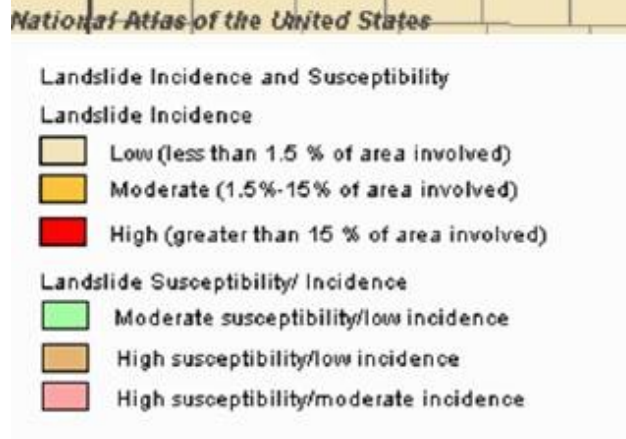 National Atlas of the United States
Landslide Incidence and Susceptibility
Landslide Incidence
Low (less than 1.5 % of area involved)
Moderate (1.5%-15% of area involved)
High (greater than 15 % of area involved)
Landslide Susceptibility/ Incidence
Moderate susceptibility/low incidence
High susceptibility/low incidence
High susceptibility/moderate incidence